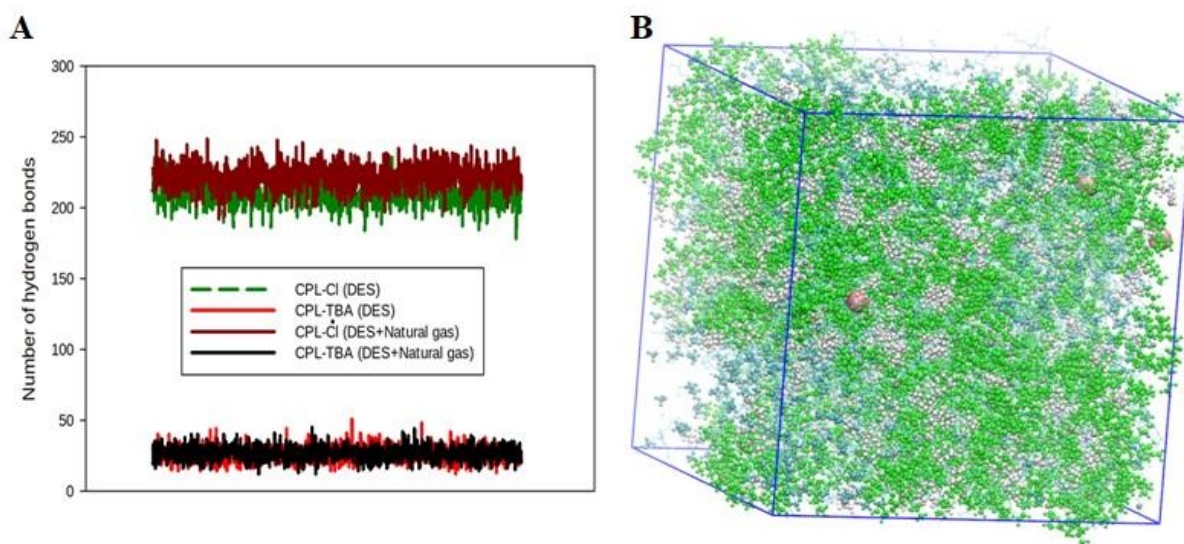 A
B
300
250
200
150
100
50
0
Number of hydrogen bonds
CPL-Cl (DES)
CPL-TBA (DES)
CPL-Cl (DES+Natural gas)
CPL-TBA (DES+Natural gas)